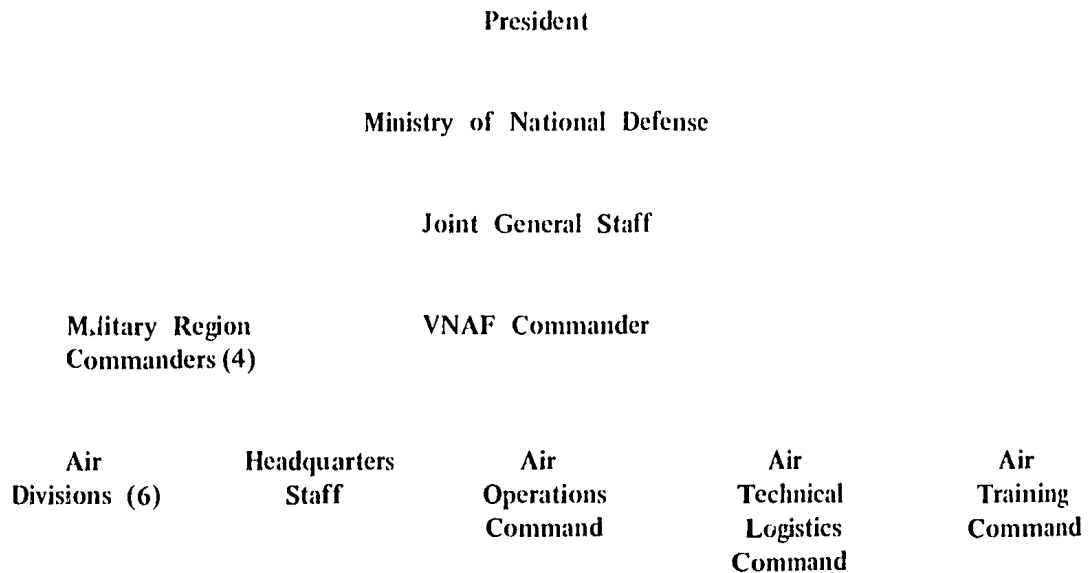 President
Ministry of National Defense
Joint General Staff
Military Region VNAF Commander
Commanders (4)
Air Headquarters Air Air Air
Divisions (6) Staff Operations Technical Training
Command Logistics Command
Command